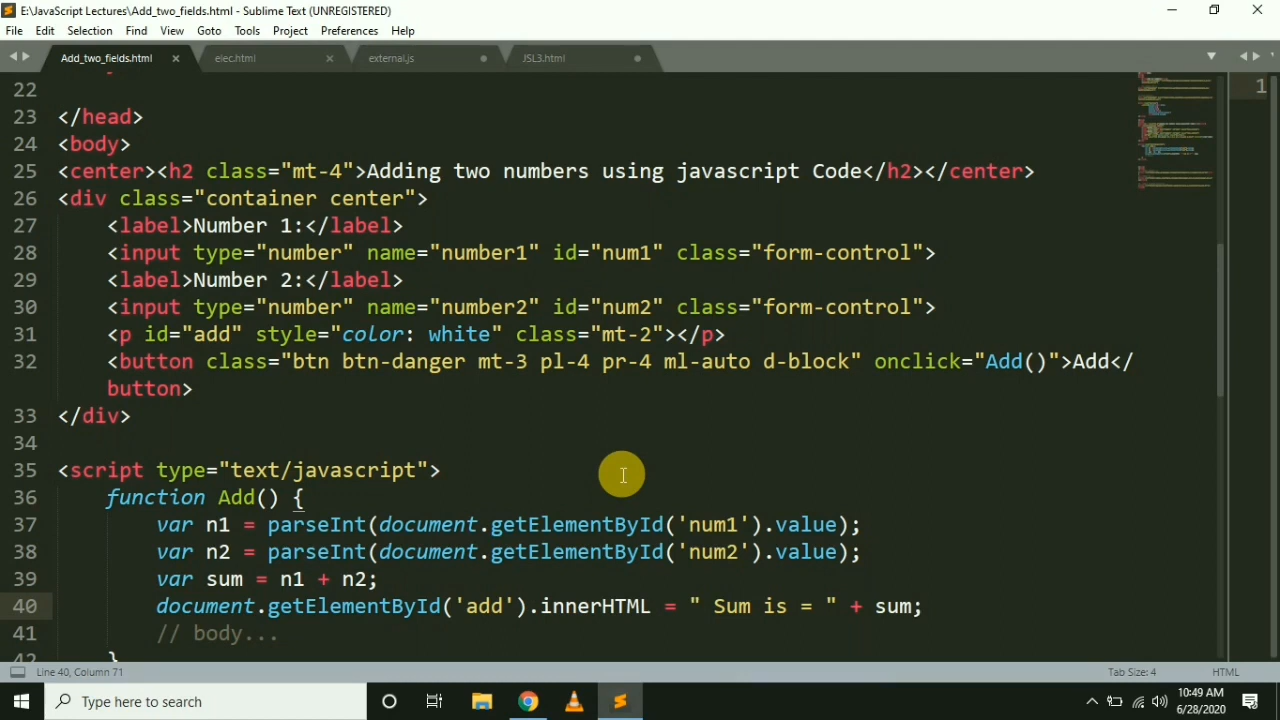 E:\JavaScript Lectures\Add_two_fields.html - Sublime Text (UNREGISTERED)
File Edit Selection Find View Goto Tools Project Preferences Help
Add_two_fields.html elec.html external.js JSL3.html
22
23 </head>
24 <body>
25 <center><h2 class="mt-4">Adding two numbers using javascript Code</h2></center>
26 <div class="container center">
27 <label>Number 1:</label>
28 <input type="number" name="number1" id="num1" class="form-control">
29 <label>Number 2:</label>
30 <input type="number" name="number2" id="num2" class="form-control">
31 <p id="add" style="color: white" class="mt-2"></p>
32 <button class="btn btn-danger mt-3 pl-4 pr-4 ml-auto d-block" onclick="Add()">Add</
button>
33 </div>
34
35 <script type="text/javascript">
36 function Add() {
37 var n1 = parseInt(document.getElementById('num1').value);
38 var n2 = parseInt(document.getElementById('num2').value);
39 var sum = n1 + n2;
40 document.getElementById('add').innerHTML = " Sum is = " + sum;
41 // body...
42 }
1
Line 40, Column 71 Tab Size: 4 HTML
Type here to search
10:49 AM
6/28/2020